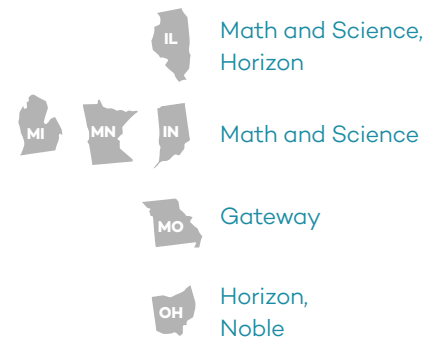 IL
Math and Science,
Horizon
MI MN IN
Math and Science
MO
Gateway
OH
Horizon,
Noble